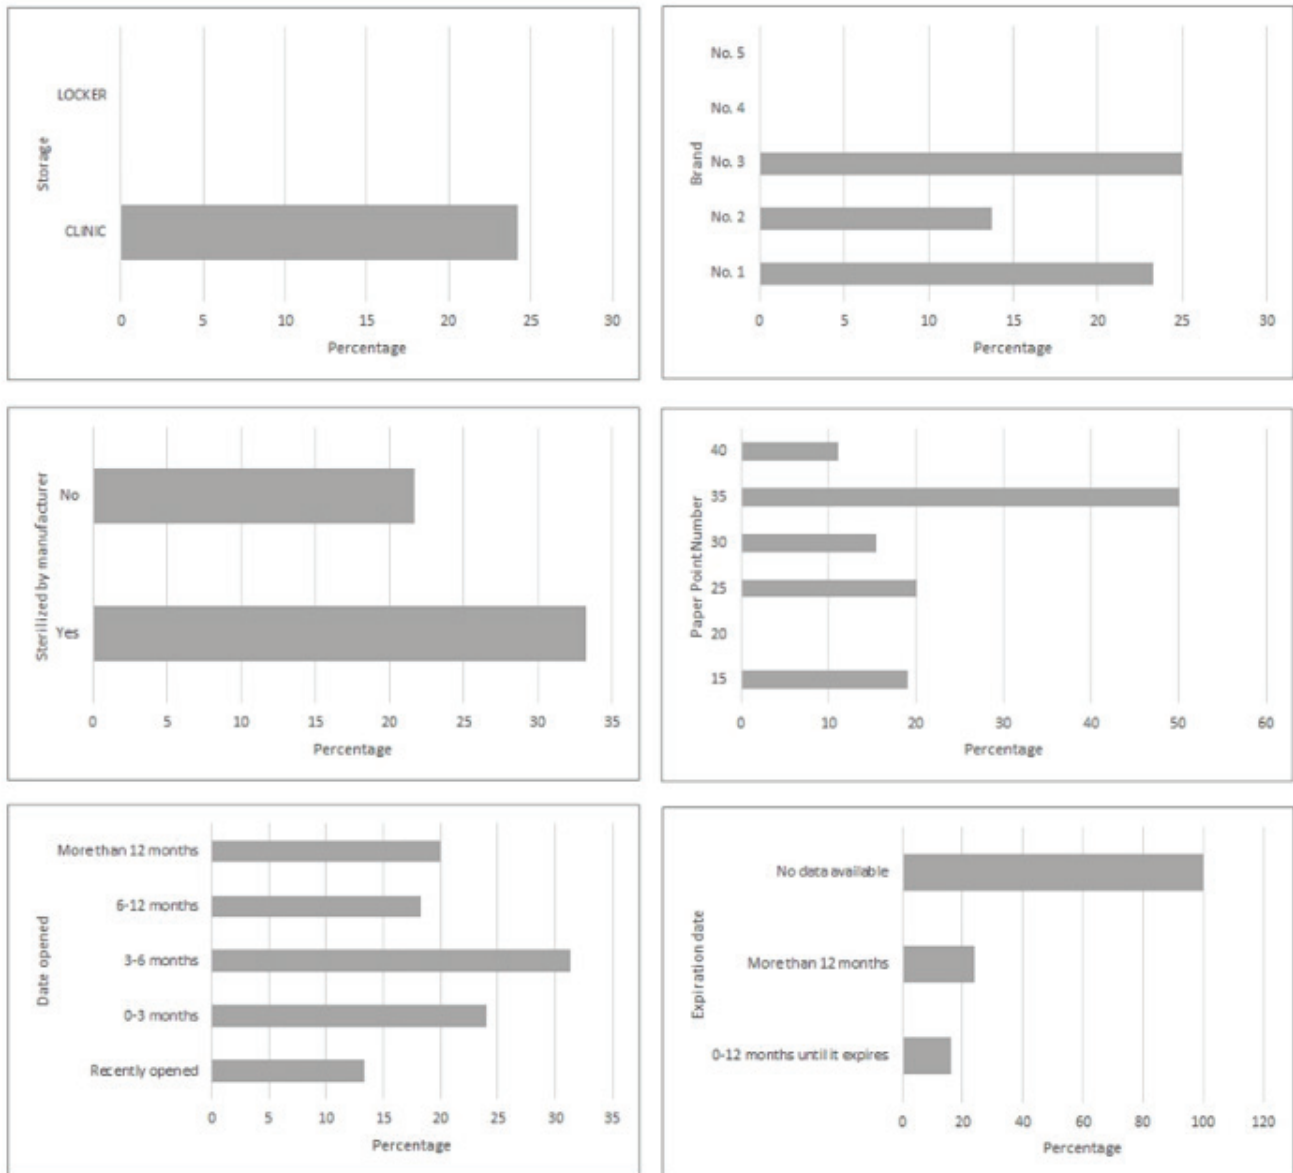 Storage
LOCKER
CLINIC
0 5 10 15 20 25 30
Percentage
Brand
No. 5
No. 4
No. 3
No. 2
No. 1
0 5 10 15 20 25 30
Percentage
Sterilized by manufacturer
No
Yes
0 5 10 15 20 25 30 35
Percentage
Paper Point Number
40
35
30
25
20
15
0 10 20 30 40 50 60
Percentage
Date opened
More than 12 months
6-12 months
3-6 months
0-3 months
Recently opened
0 5 10 15 20 25 30 35
Percentage
Expiration date
No data available
More than 12 months
0-12 months until it expires
0 20 40 60 80 100 120
Percentage